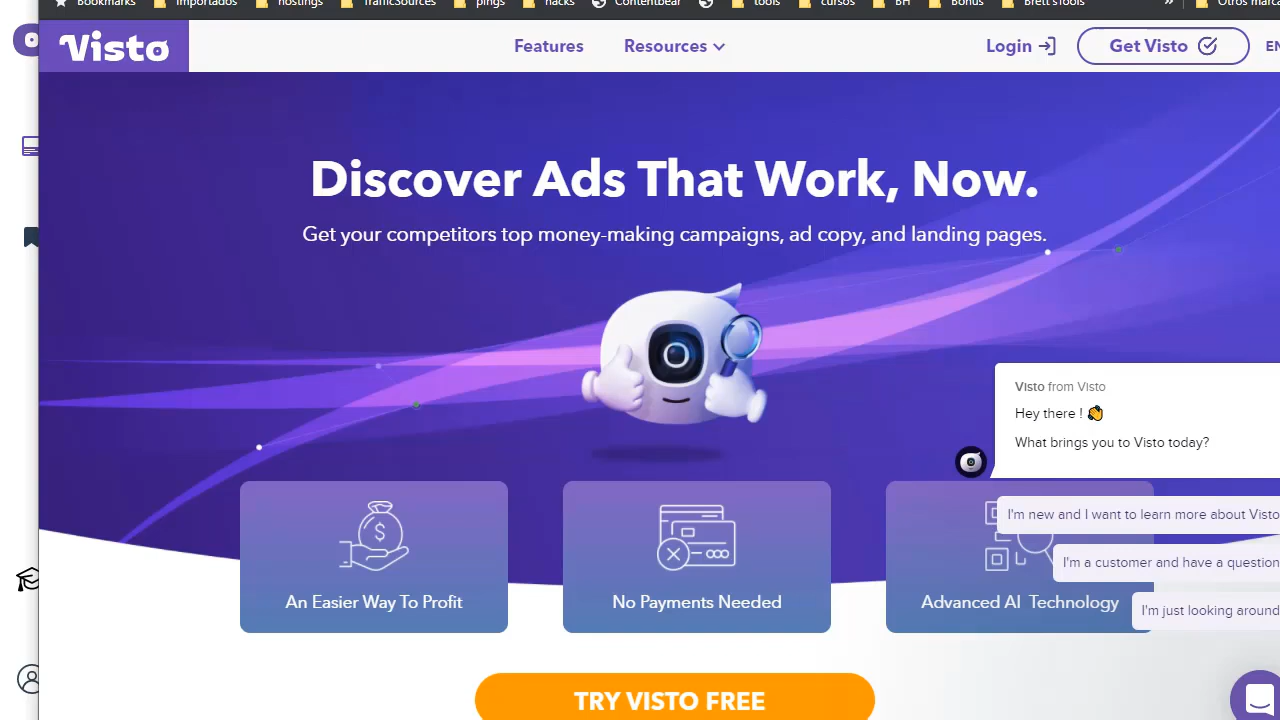 Bookmarks Importados hostings TrafficSources pings hacks Contentbear tools cursos BH Bonus Brett sTools » Otros marca
Visto
Features Resources Login Get Visto EN
Discover Ads That Work, Now.
Get your competitors top money-making campaigns, ad copy, and landing pages.
Visto from Visto
Hey there !
What brings you to Visto today?
I'm new and I want to learn more about Visto
I'm a customer and have a question
I'm just looking around
An Easier Way To Profit
No Payments Needed
Advanced AI Technology
TRY VISTO FREE